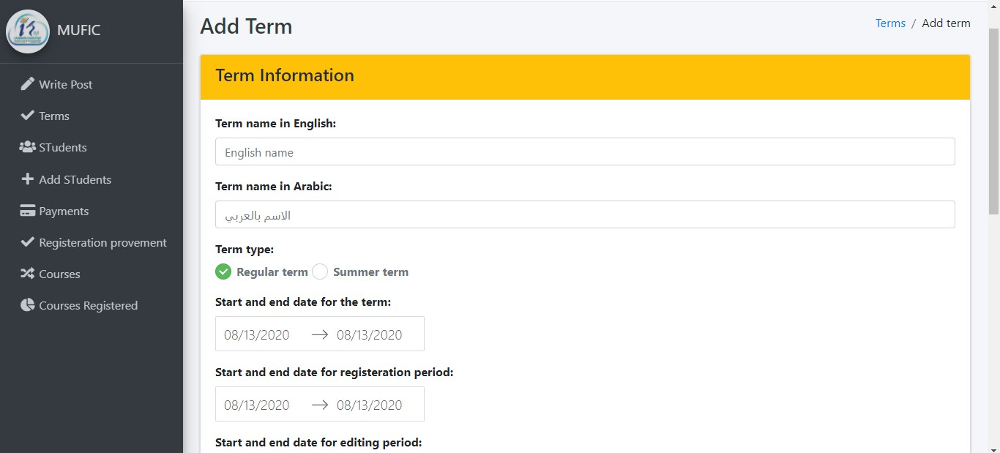 MUFIC
Write Post
Terms
STudents
Add STudents
Payments
Registeration provement
Courses
Courses Registered
Add Term
Terms / Add term
Term Information
Term name in English:
English name
Term name in Arabic:
الاسم بالعربي
Term type:
Regular term Summer term
Start and end date for the term:
08/13/2020 → 08/13/2020
Start and end date for registeration period:
08/13/2020 → 08/13/2020
Start and end date for editing period: